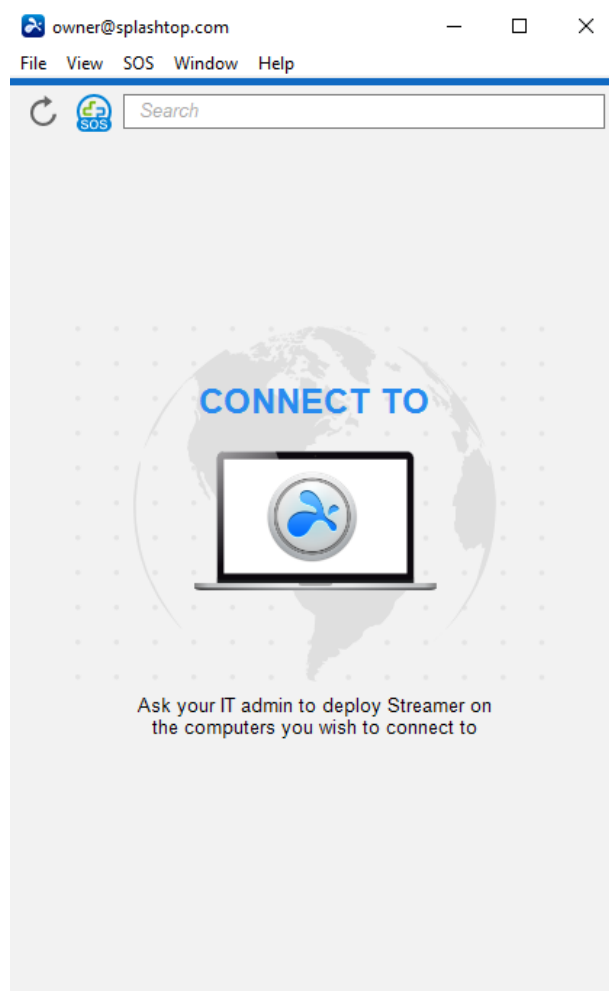 owner@splashtop.com
File View SOS Window Help
SOS
Search
CONNECT TO
Ask your IT admin to deploy Streamer on
the computers you wish to connect to